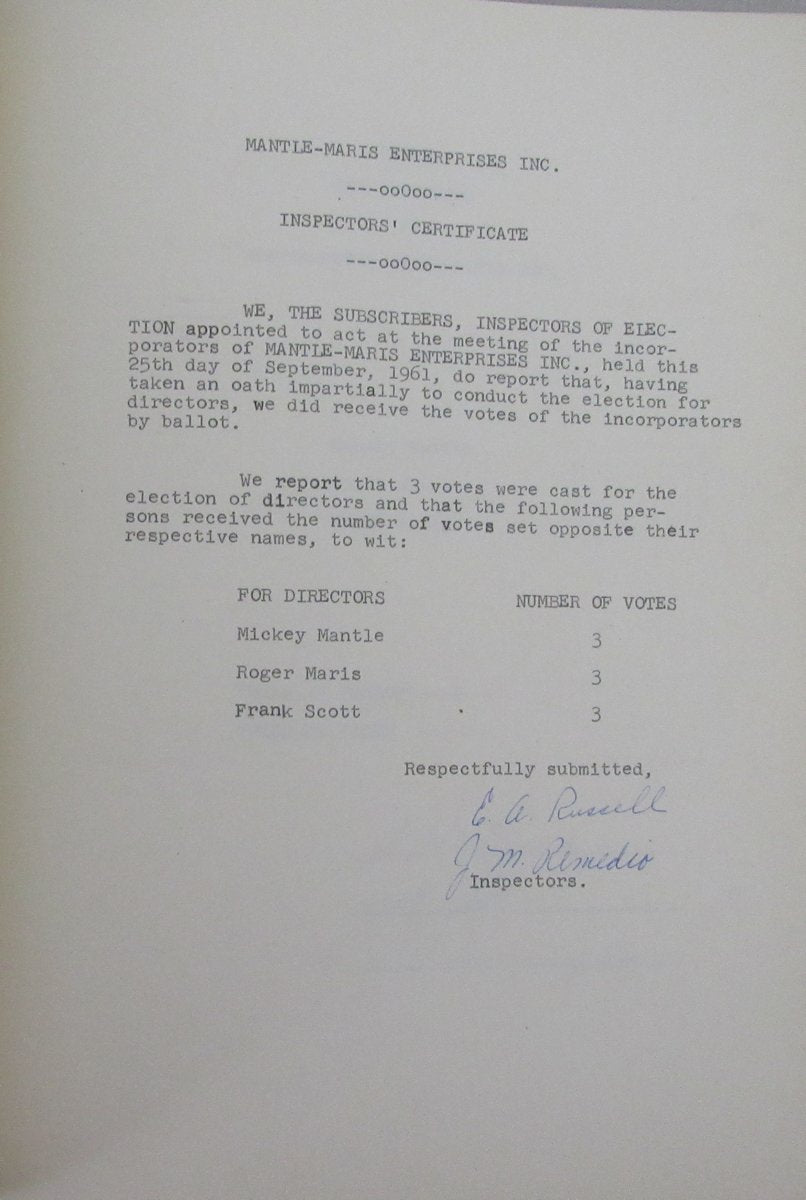 MANTLE-MARIS ENTERPRISES INC.
---ooOoo---
INSPECTORS' CERTIFICATE
---ooOoo---
WE, THE SUBSCRIBERS, INSPECTORS OF ELEC-
TION appointed to act at the meeting of the incor-
porators of MANTLE-MARIS ENTERPRISES INC., held this
25th day of September, 1961, do report that, having
taken an oath impartially to conduct the election for
directors, we did receive the votes of the incorporators
by ballot.
We report that 3 votes were cast for the
election of directors and that the following per-
sons received the number of votes set opposite their
respective names, to wit:
FOR DIRECTORS NUMBER OF VOTES
Mickey Mantle 3
Roger Maris 3
Frank Scott 3
Respectfully submitted,
E. A. Russell
J. M. Remedio
Inspectors.